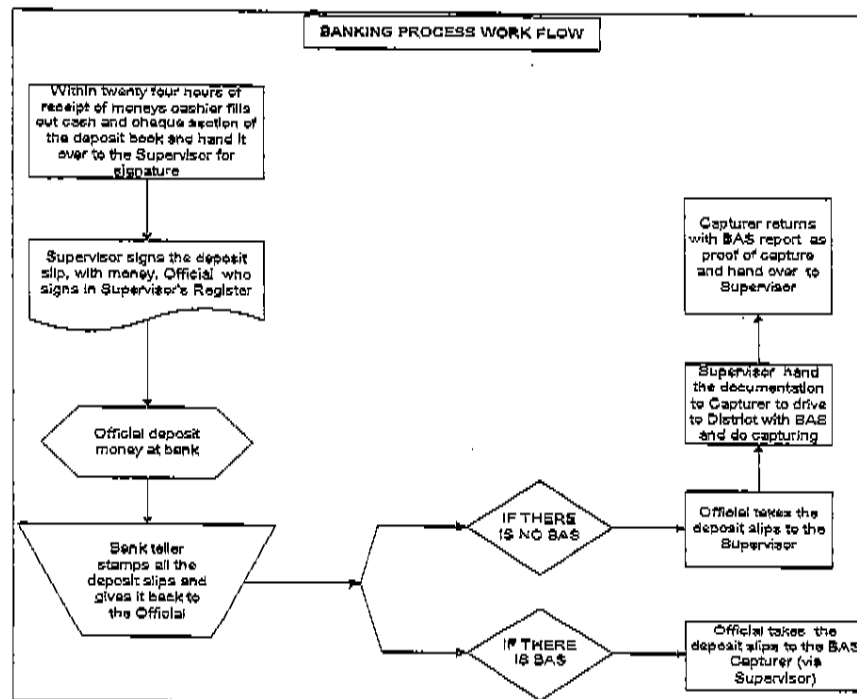 BANKING PROCESS WORK FLOW
Within twenty four hours of
receipt of moneys cashier fills
out cash and cheque section of
the deposit book and hand it
over to the Supervisor for
signature
Supervisor signs the deposit
slip, with money, Official who
signs in Supervisor's Register
Official deposit
money at bank
Bank teller
stamps all the
deposit slips and
gives it back to
the Official
IF THERE
IS NO BAS
Official takes the
deposit slips to the
Supervisor
Supervisor hand
the documentation
to Capturer to drive
to District with BAS
and do capturing
Capturer returns
with BAS report as
proof of capture
and hand over to
Supervisor
IF THERE
IS BAS
Official takes the
deposit slips to the BAS
Capturer (via
Supervisor)